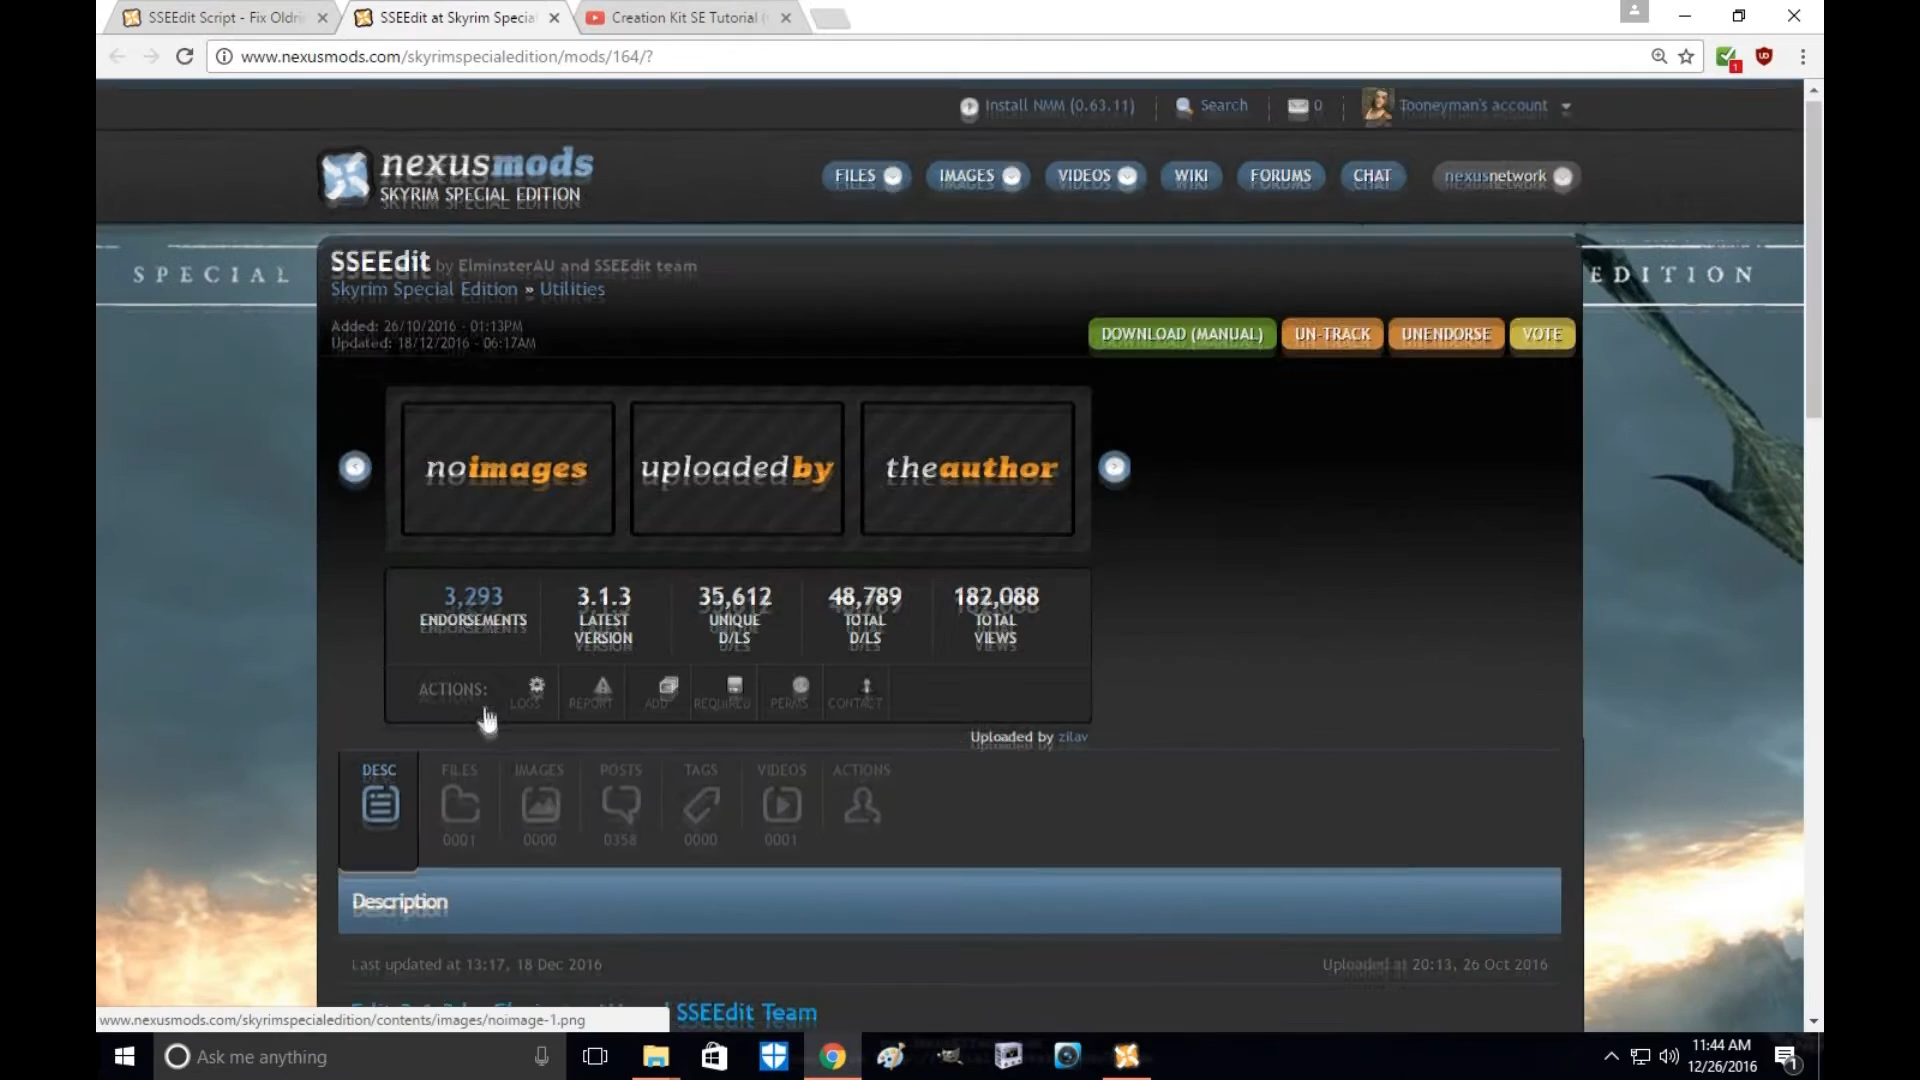 SSEEdit Script - Fix Oldri
SSEEdit at Skyrim Specia
Creation Kit SE Tutorial (
www.nexusmods.com/skyrimspecialedition/mods/164/?
1
Install NMM (0.63.11)
Search
0
Tooneyman's account
nexusmods
SKYRIM SPECIAL EDITION
FILES
IMAGES
VIDEOS
WIKI
FORUMS
CHAT
nexusnetwork
SPECIAL
EDITION
SSEEdit by ElminsterAU and SSEEdit team
Skyrim Special Edition » Utilities
Added: 26/10/2016 - 01:13PM
Updated: 18/12/2016 - 06:17AM
DOWNLOAD (MANUAL)
UN-TRACK
UNENDORSE
VOTE
noimages
uploadedby
theauthor
3,293
ENDORSEMENTS
3.1.3
LATEST
VERSION
35,612
UNIQUE
D/LS
48,789
TOTAL
D/LS
182,088
TOTAL
VIEWS
ACTIONS:
LOGS
REPORT
ADD
REQUIRED
PERMS
CONTACT
Uploaded by zilav
DESC
FILES
0001
IMAGES
0000
POSTS
0358
TAGS
0000
VIDEOS
0001
ACTIONS
Description
Last updated at 13:17, 18 Dec 2016
Uploaded at 20:13, 26 Oct 2016
SSEEdit Team
www.nexusmods.com/skyrimspecialedition/contents/images/noimage-1.png
Ask me anything
11:44 AM
12/26/2016
1